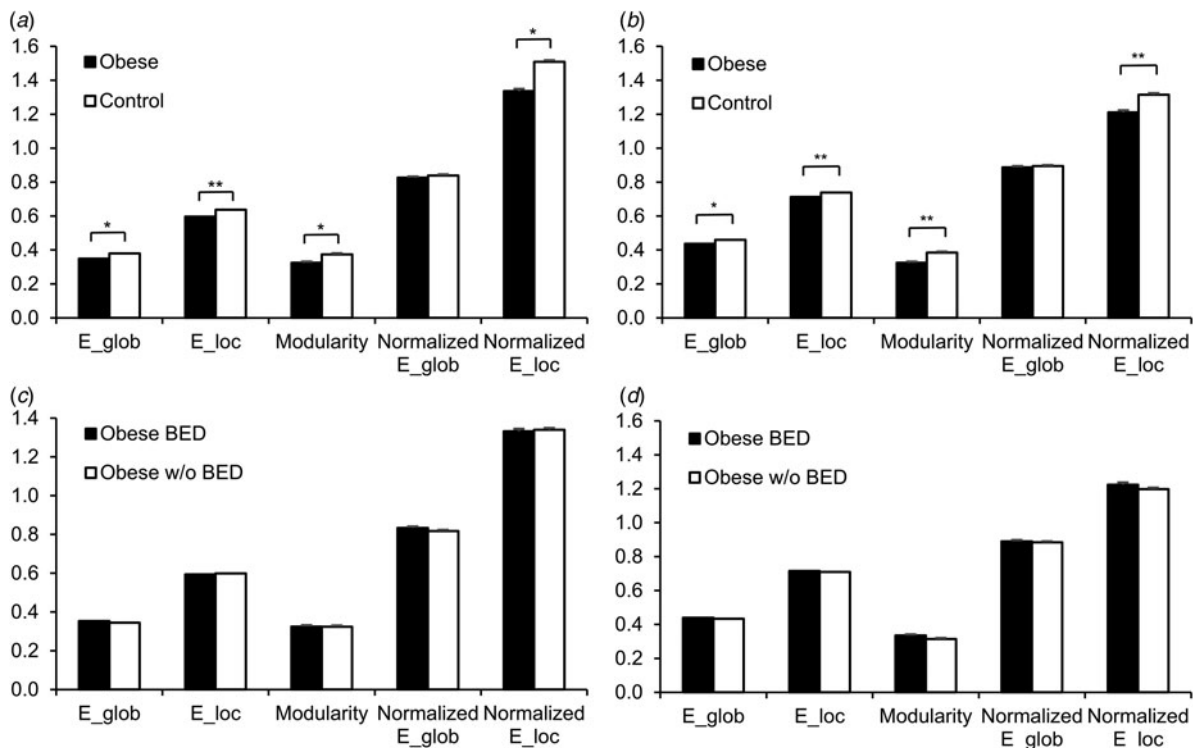 (a)
1.6
1.4
1.2
1.0
0.8
0.6
0.4
0.2
0.0
Obese
Control
*
**
*
*
E_glob E_loc Modularity Normalized Normalized
E_glob E_loc
(b)
1.6
1.4
1.2
1.0
0.8
0.6
0.4
0.2
0.0
Obese
Control
*
**
**
**
E_glob E_loc Modularity Normalized Normalized
E_glob E_loc
(c)
1.4
1.2
1.0
0.8
0.6
0.4
0.2
0.0
Obese BED
Obese w/o BED
E_glob E_loc Modularity Normalized Normalized
E_glob E_loc
(d)
1.4
1.2
1.0
0.8
0.6
0.4
0.2
0.0
Obese BED
Obese w/o BED
E_glob E_loc Modularity Normalized Normalized
E_glob E_loc